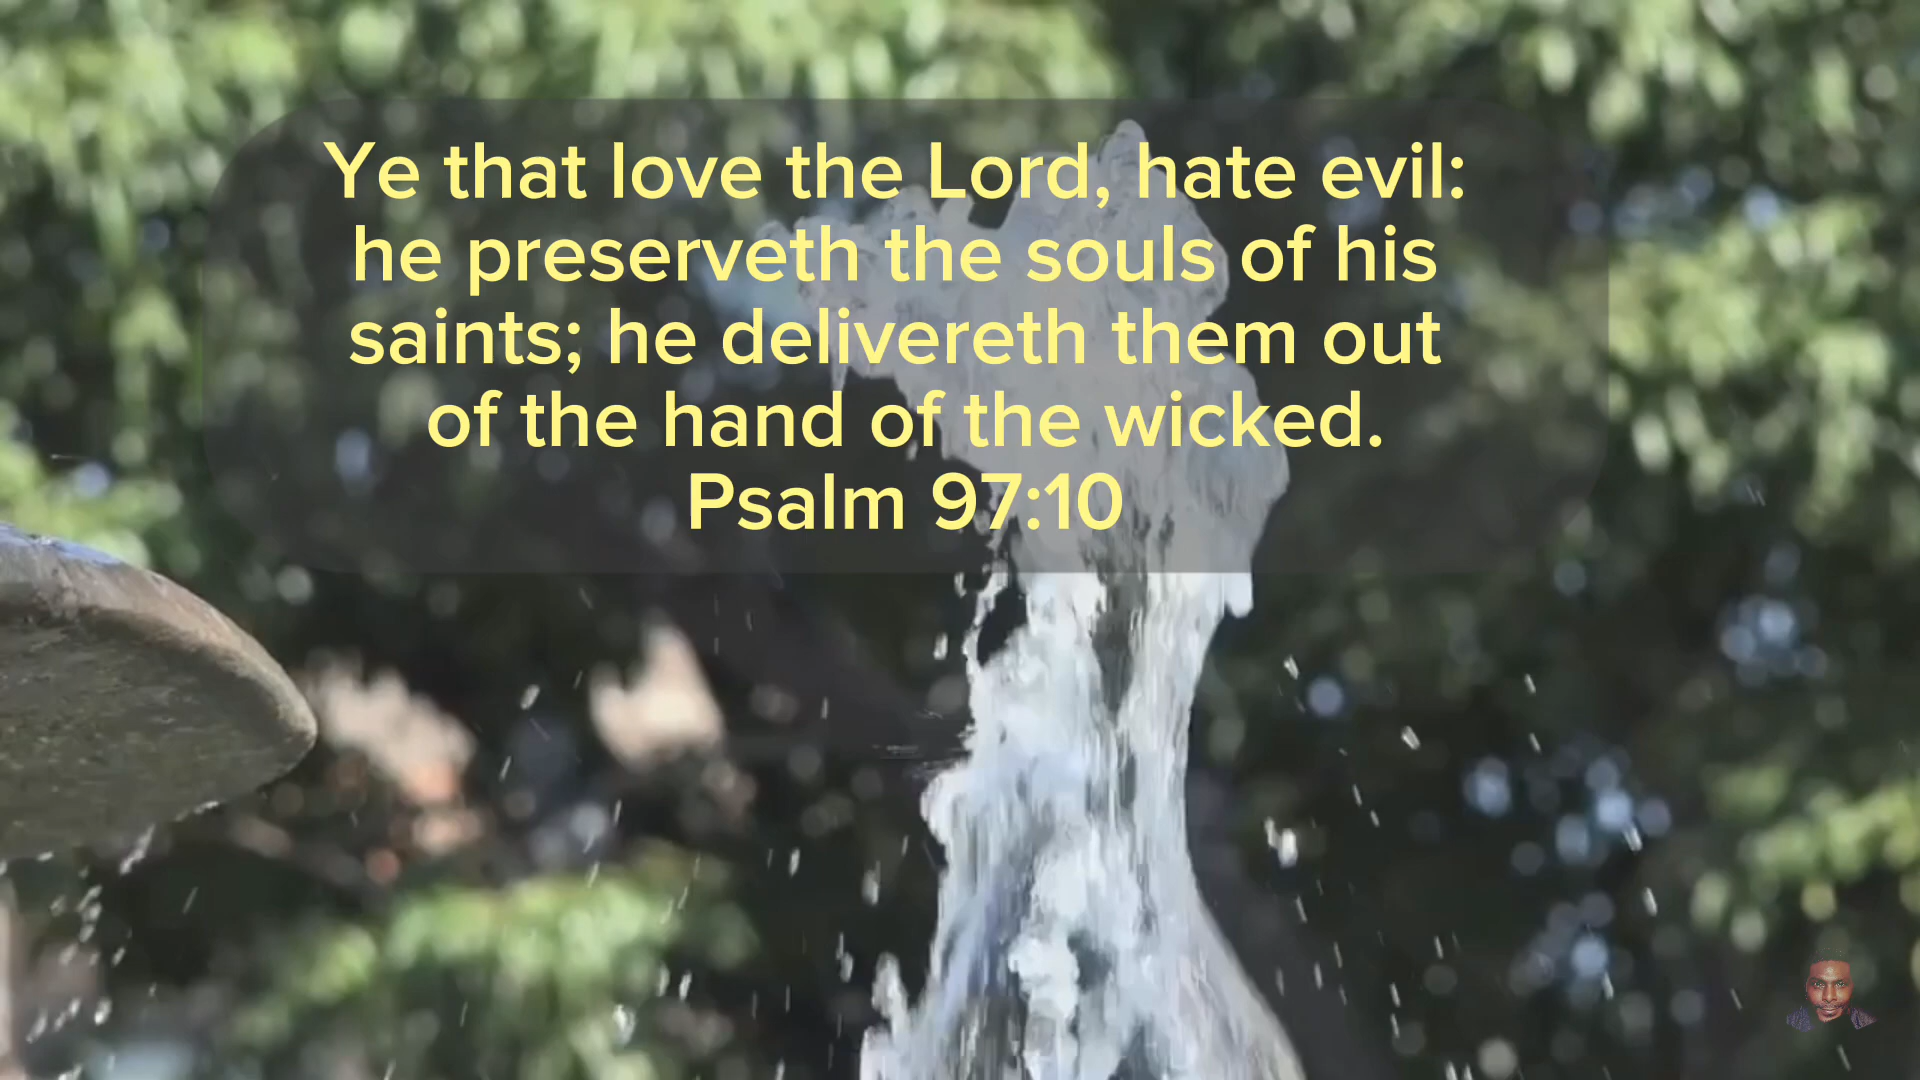 Ye that love the Lord, hate evil:
he preserveth the souls of his
saints; he delivereth them out
of the hand of the wicked.
Psalm 97:10